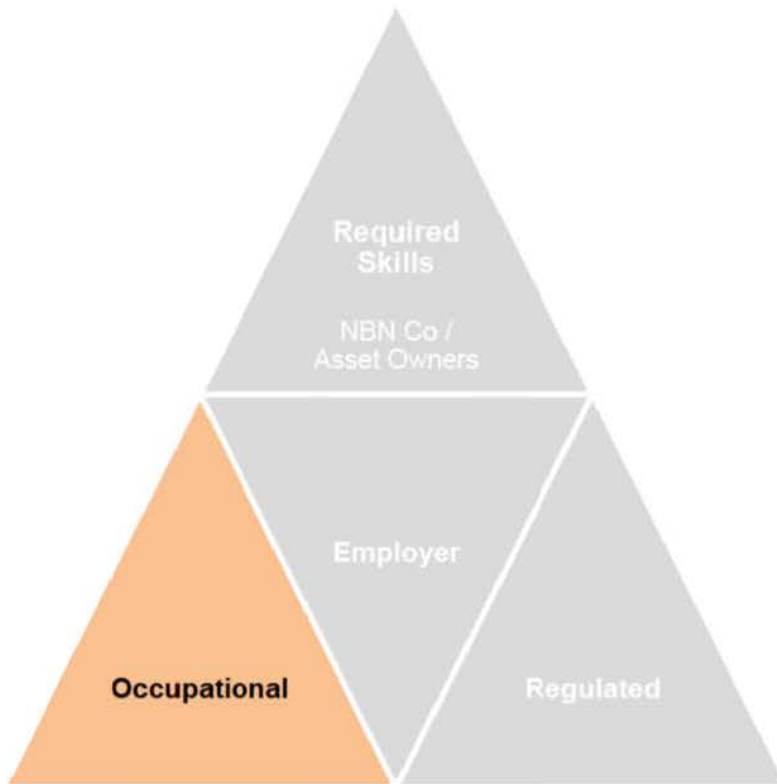 Required
Skills
NBN Co /
Asset Owners
Employer
Occupational
Regulated